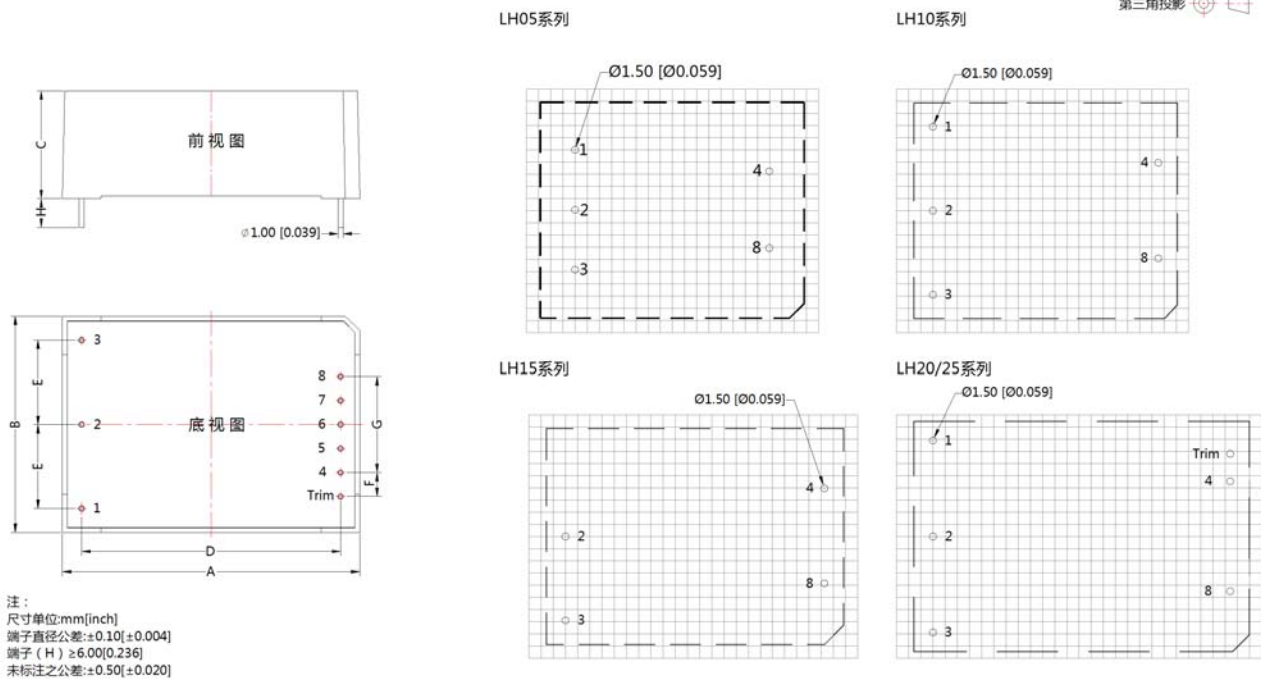 第三角投影
LH05系列
LH10系列
Ø1.50 [Ø0.059]
Ø1.50 [Ø0.059]
C
前视图
H
Ø1.00 [0.039]
1
2
3
4
8
1
2
3
4
8
LH15系列
LH20/25系列
Ø1.50 [Ø0.059]
Ø1.50 [Ø0.059]
3
2
1
底视图
8
7
6
5
4
Trim
B
E
E
G
F
D
A
4
2
8
3
1
Trim
4
2
8
3
注：
尺寸单位:mm[inch]
端子直径公差:±0.10[±0.004]
端子（H）≥6.00[0.236]
未标注之公差:±0.50[±0.020]